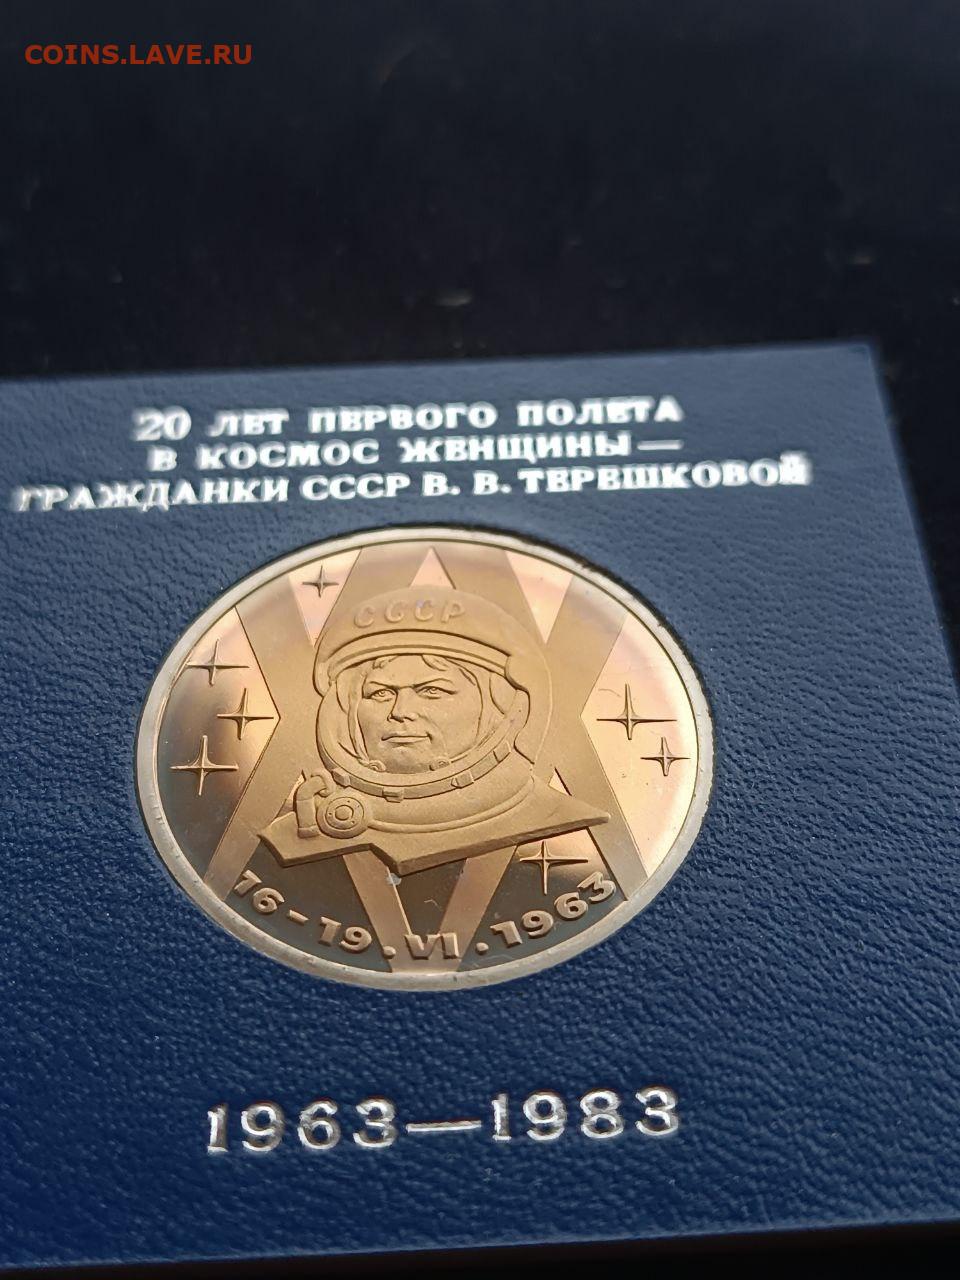 COINS.LAVE.RU
20 ЛЕТ ПЕРВОГО ПОЛЕТА
В КОСМОС ЖЕНЩИНЫ —
ГРАЖДАНКИ СССР В. В. ТЕРЕШКОВОЙ
СССР
16-19·VI·1963
1963—1983